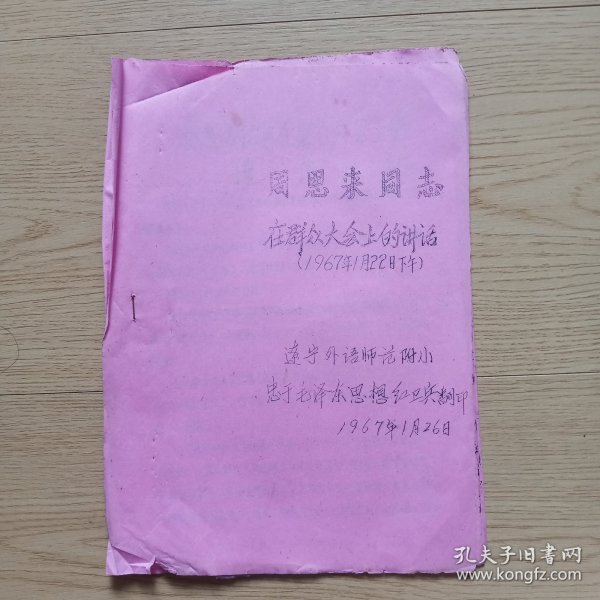 周恩来同志
在群众大会上的讲话
(1967年1月22日下午)
辽宁外语师范附小
忠于毛泽东思想红卫兵翻印
1967年1月26日
孔夫子旧书网
www.kongfz.com